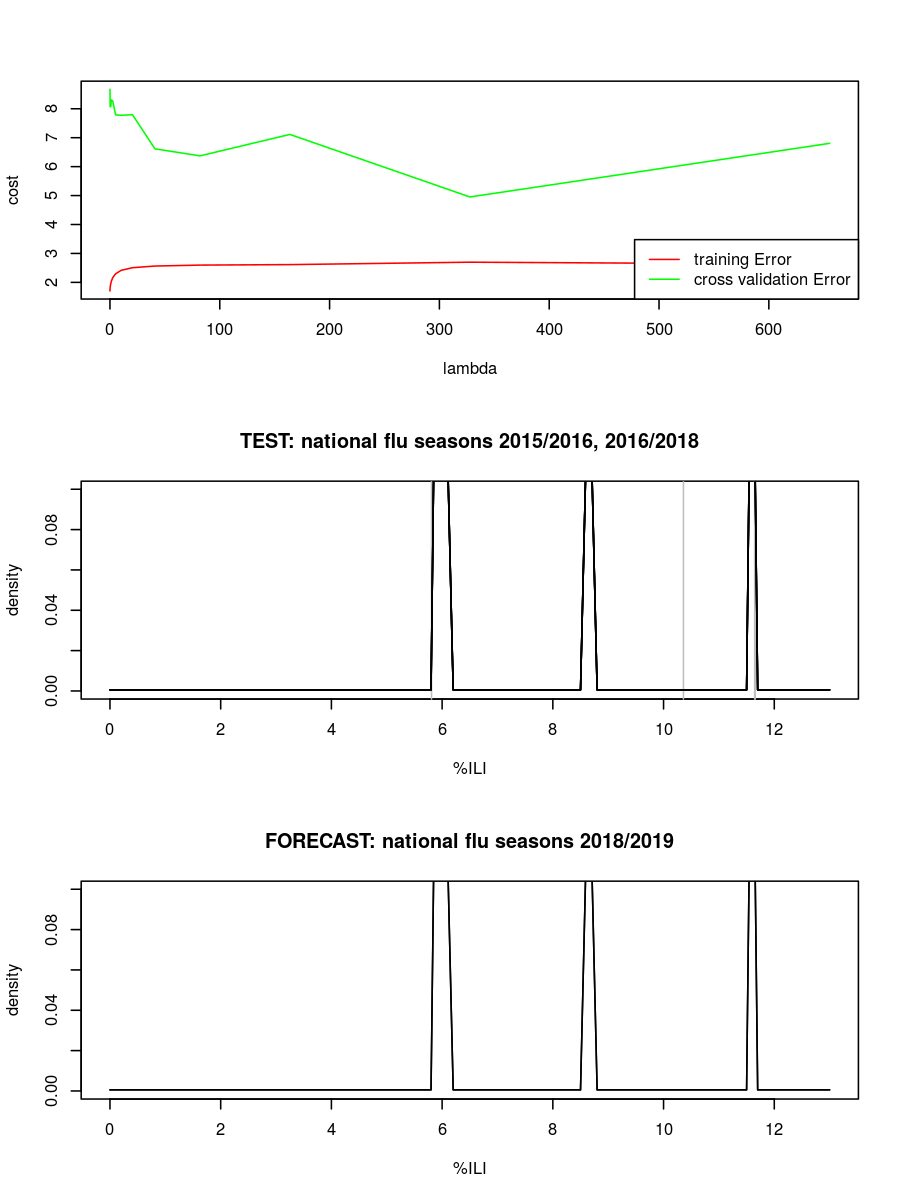 cost
8
7
6
5
4
3
2
training Error
cross validation Error
0 100 200 300 400 500 600
lambda
TEST: national flu seasons 2015/2016, 2016/2018
density
0.08
0.04
0.00
0 2 4 6 8 10 12
%ILI
FORECAST: national flu seasons 2018/2019
density
0.08
0.04
0.00
0 2 4 6 8 10 12
%ILI